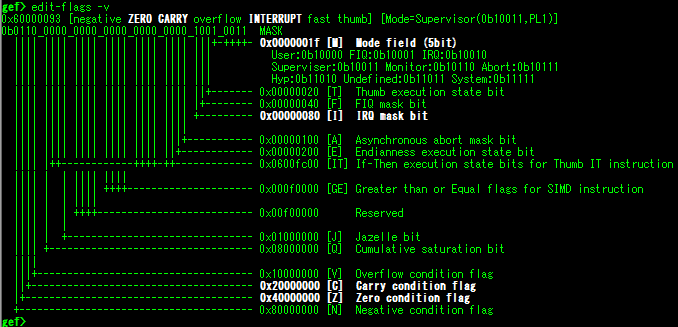 gef> edit-flags -v
0x60000093 [negative ZERO CARRY overflow INTERRUPT fast thumb] [Mode=Supervisor(0b10011,PL1)]
0b0110_0000_0000_0000_0000_0000_1001_0011 MASK
0x0000001f [M] Mode field (5bit)
User:0b10000 FIQ:0b10001 IRQ:0b10010
Superviser:0b10011 Monitor:0b10110 Abort:0b10111
Hyp:0b11010 Undefined:0b11011 System:0b11111
0x00000020 [T] Thumb execution state bit
0x00000040 [F] FIQ mask bit
0x00000080 [I] IRQ mask bit
0x00000100 [A] Asynchronous abort mask bit
0x00000200 [E] Endianness execution state bit
0x0600fc00 [IT] If-Then execution state bits for Thumb IT instruction
0x000f0000 [GE] Greater than or Equal flags for SIMD instruction
0x00f00000 Reserved
0x01000000 [J] Jazelle bit
0x08000000 [Q] Cumulative saturation bit
0x10000000 [V] Overflow condition flag
0x20000000 [C] Carry condition flag
0x40000000 [Z] Zero condition flag
0x80000000 [N] Negative condition flag
gef>